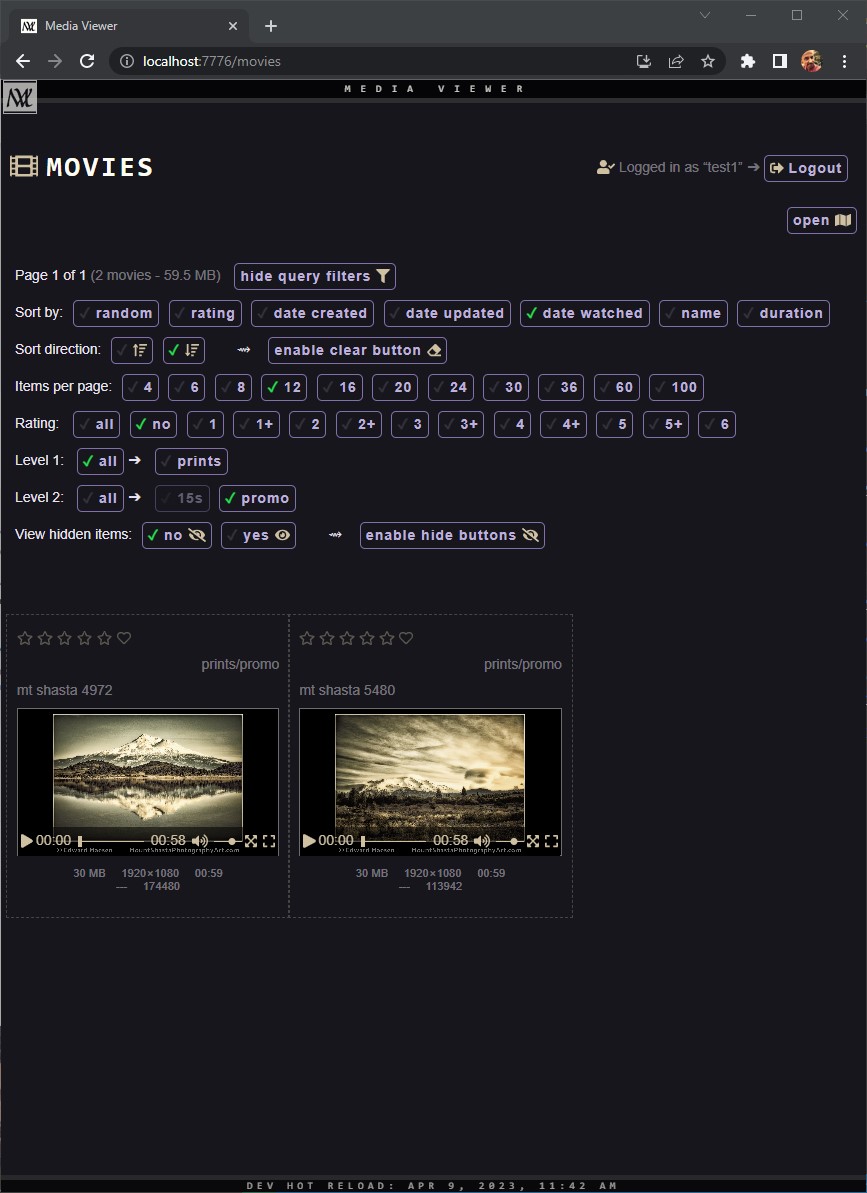 Media Viewer
localhost:7776/movies
MEDIA VIEWER
MOVIES
Logged in as “test1” ➔ Logout
open
Page 1 of 1 (2 movies - 59.5 MB) hide query filters
Sort by: random rating date created date updated date watched name duration
Sort direction: enable clear button
Items per page: 4 6 8 12 16 20 24 30 36 60 100
Rating: all no 1 1+ 2 2+ 3 3+ 4 4+ 5 5+ 6
Level 1: all ➔ prints
Level 2: all ➔ 15s promo
View hidden items: no yes enable hide buttons
prints/promo
mt shasta 4972
00:00 00:58
MountShastaPhotographyArt.com
30 MB 1920×1080 00:59
--- 174480
prints/promo
mt shasta 5480
00:00 00:58
MountShastaPhotographyArt.com
30 MB 1920×1080 00:59
--- 113942
DEV HOT RELOAD: APR 9, 2023, 11:42 AM